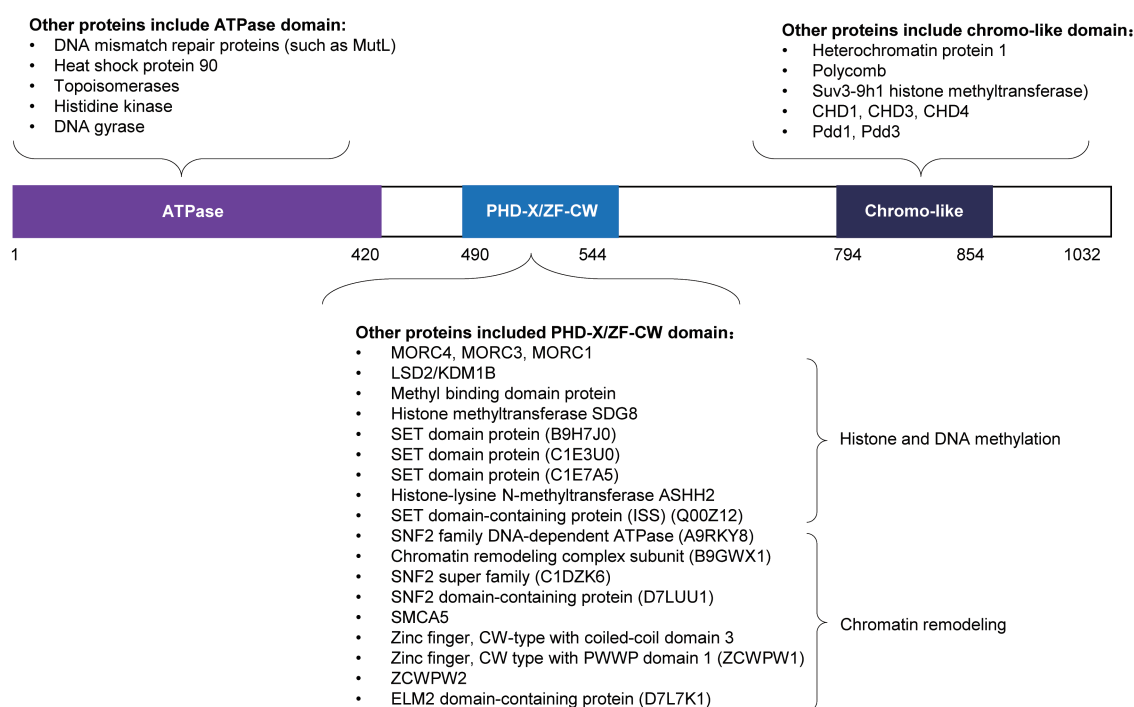 Other proteins include ATPase domain:
• DNA mismatch repair proteins (such as MutL)
• Heat shock protein 90
• Topoisomerases
• Histidine kinase
• DNA gyrase
Other proteins include chromo-like domain:
• Heterochromatin protein 1
• Polycomb
• Suv3-9h1 histone methyltransferase)
• CHD1, CHD3, CHD4
• Pdd1, Pdd3
ATPase PHD-X/ZF-CW Chromo-like
1 420 490 544 794 854 1032
Other proteins included PHD-X/ZF-CW domain:
• MORC4, MORC3, MORC1
• LSD2/KDM1B
• Methyl binding domain protein
• Histone methyltransferase SDG8
• SET domain protein (B9H7J0)
• SET domain protein (C1E3U0)
• SET domain protein (C1E7A5)
• Histone-lysine N-methyltransferase ASHH2
• SET domain-containing protein (ISS) (Q00Z12)
Histone and DNA methylation
• SNF2 family DNA-dependent ATPase (A9RKY8)
• Chromatin remodeling complex subunit (B9GWX1)
• SNF2 super family (C1DZK6)
• SNF2 domain-containing protein (D7LUU1)
• SMCA5
• Zinc finger, CW-type with coiled-coil domain 3
• Zinc finger, CW type with PWWP domain 1 (ZCWPW1)
• ZCWPW2
• ELM2 domain-containing protein (D7L7K1)
Chromatin remodeling